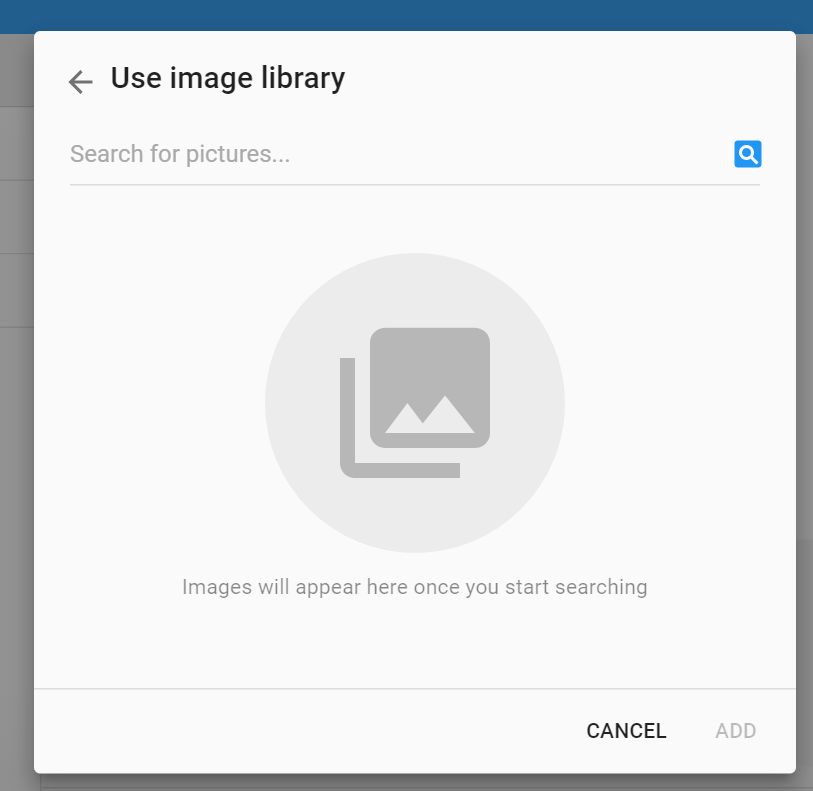 Use image library
Search for pictures...
Images will appear here once you start searching
CANCEL
ADD